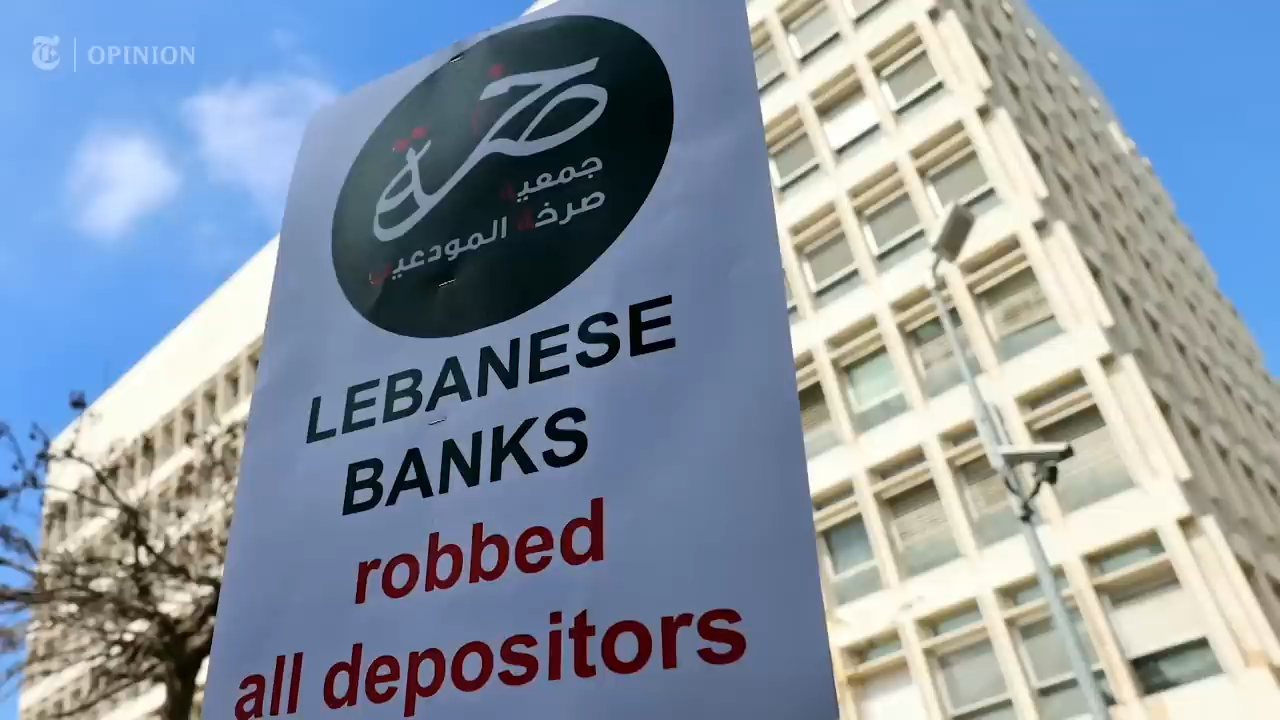 OPINION
صرخة
جمعية
صرخة المودعين
LEBANESE
BANKS
robbed
all depositors